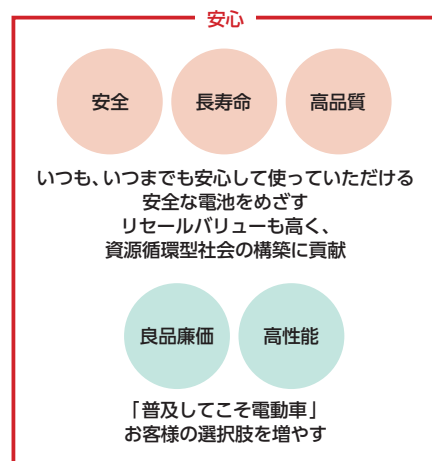 安心
安全
長寿命
高品質
いつも、いつまでも安心して使っていただける
安全な電池をめざす
リセールバリューも高く、
資源循環型社会の構築に貢献
良品廉価
高性能
「普及してこそ電動車」
お客様の選択肢を増やす